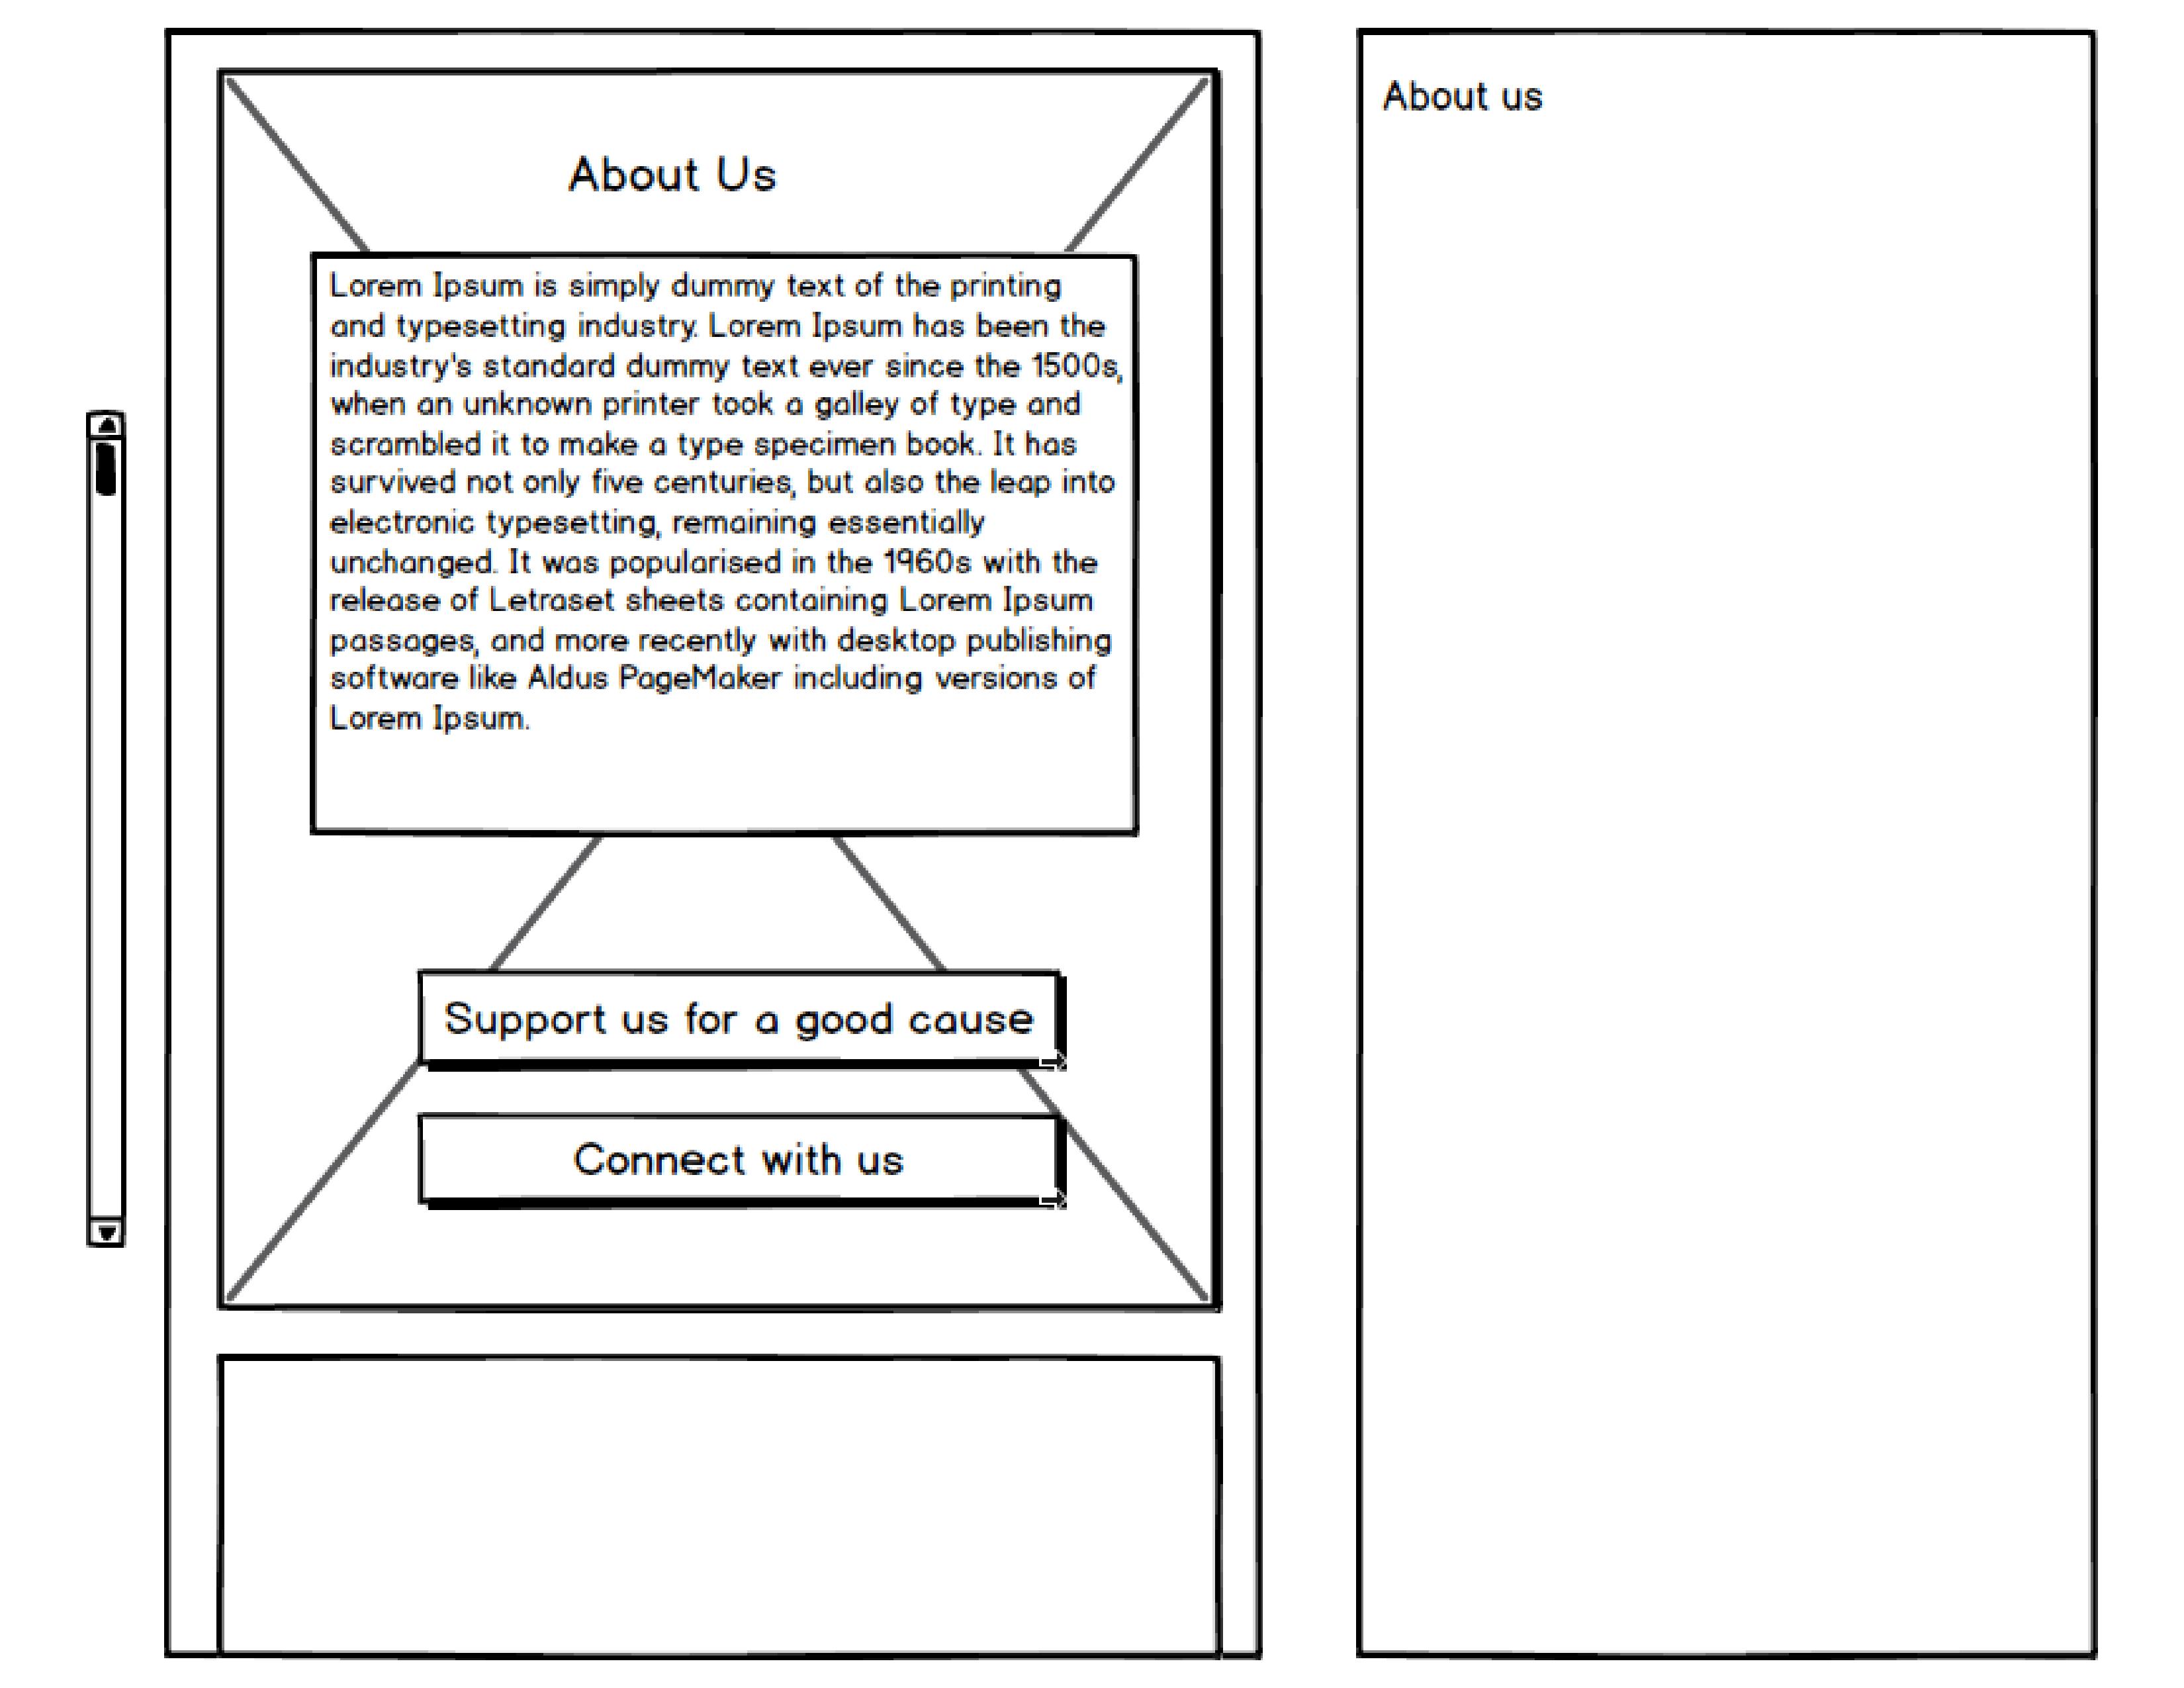 About Us
Lorem Ipsum is simply dummy text of the printing
and typesetting industry. Lorem Ipsum has been the
industry's standard dummy text ever since the 1500s,
when an unknown printer took a galley of type and
scrambled it to make a type specimen book. It has
survived not only five centuries, but also the leap into
electronic typesetting, remaining essentially
unchanged. It was popularised in the 1960s with the
release of Letraset sheets containing Lorem Ipsum
passages, and more recently with desktop publishing
software like Aldus PageMaker including versions of
Lorem Ipsum.
Support us for a good cause
Connect with us
About us